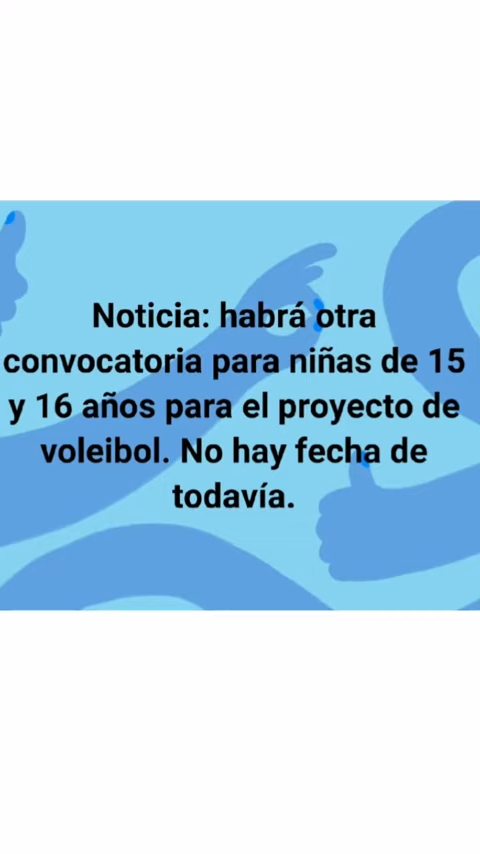 Noticia: habrá otra
convocatoria para niñas de 15
y 16 años para el proyecto de
voleibol. No hay fecha de
todavía.